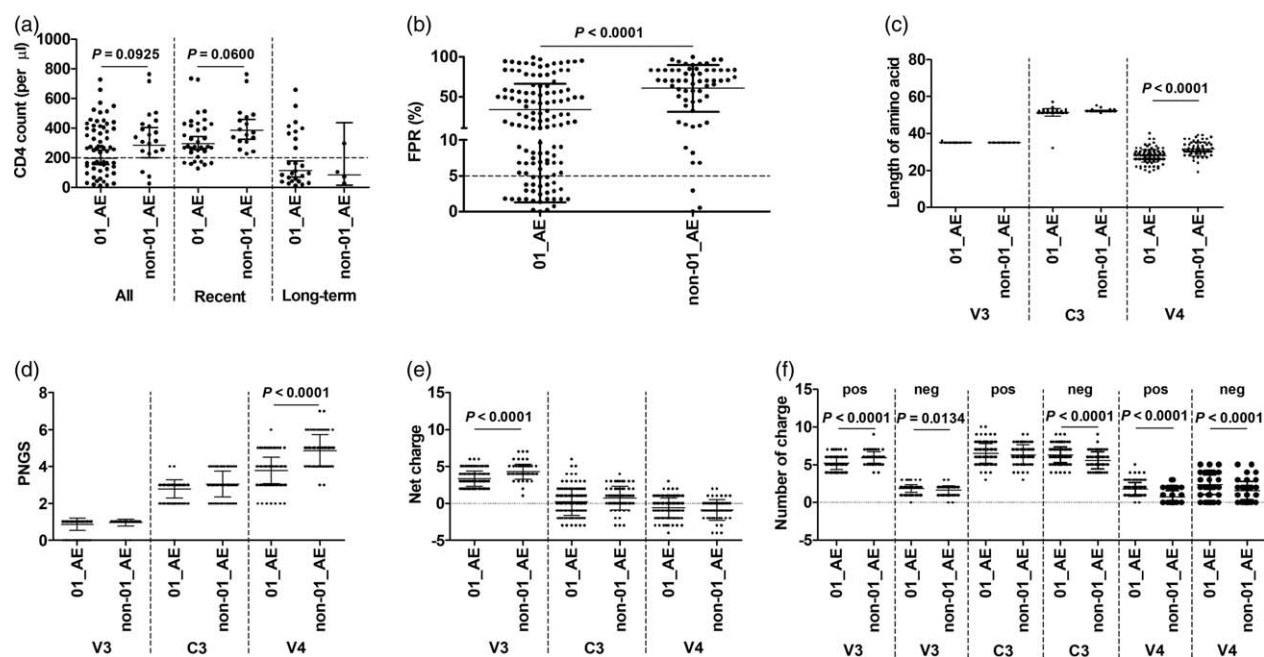 (a)
P = 0.0925
P = 0.0600
CD4 count (per μl)
1000
800
600
400
200
0
01_AE
non-01_AE
01_AE
non-01_AE
01_AE
non-01_AE
All
Recent
Long-term
(b)
P < 0.0001
FPR (%)
100
50
10
10
5
0
01_AE
non-01_AE
(c)
Length of amino acid
80
60
40
20
0
P < 0.0001
01_AE
non-01_AE
01_AE
non-01_AE
01_AE
non-01_AE
V3
C3
V4
(d)
PNGS
8
6
4
2
0
P < 0.0001
01_AE
non-01_AE
01_AE
non-01_AE
01_AE
non-01_AE
V3
C3
V4
(e)
Net charge
15
10
5
0
-5
P < 0.0001
01_AE
non-01_AE
01_AE
non-01_AE
01_AE
non-01_AE
V3
C3
V4
(f)
Number of charge
15
10
5
0
-5
pos
neg
pos
neg
pos
neg
P < 0.0001
P = 0.0134
P < 0.0001
P < 0.0001
P < 0.0001
01_AE
non-01_AE
01_AE
non-01_AE
01_AE
non-01_AE
01_AE
non-01_AE
01_AE
non-01_AE
01_AE
non-01_AE
V3
V3
C3
C3
V4
V4